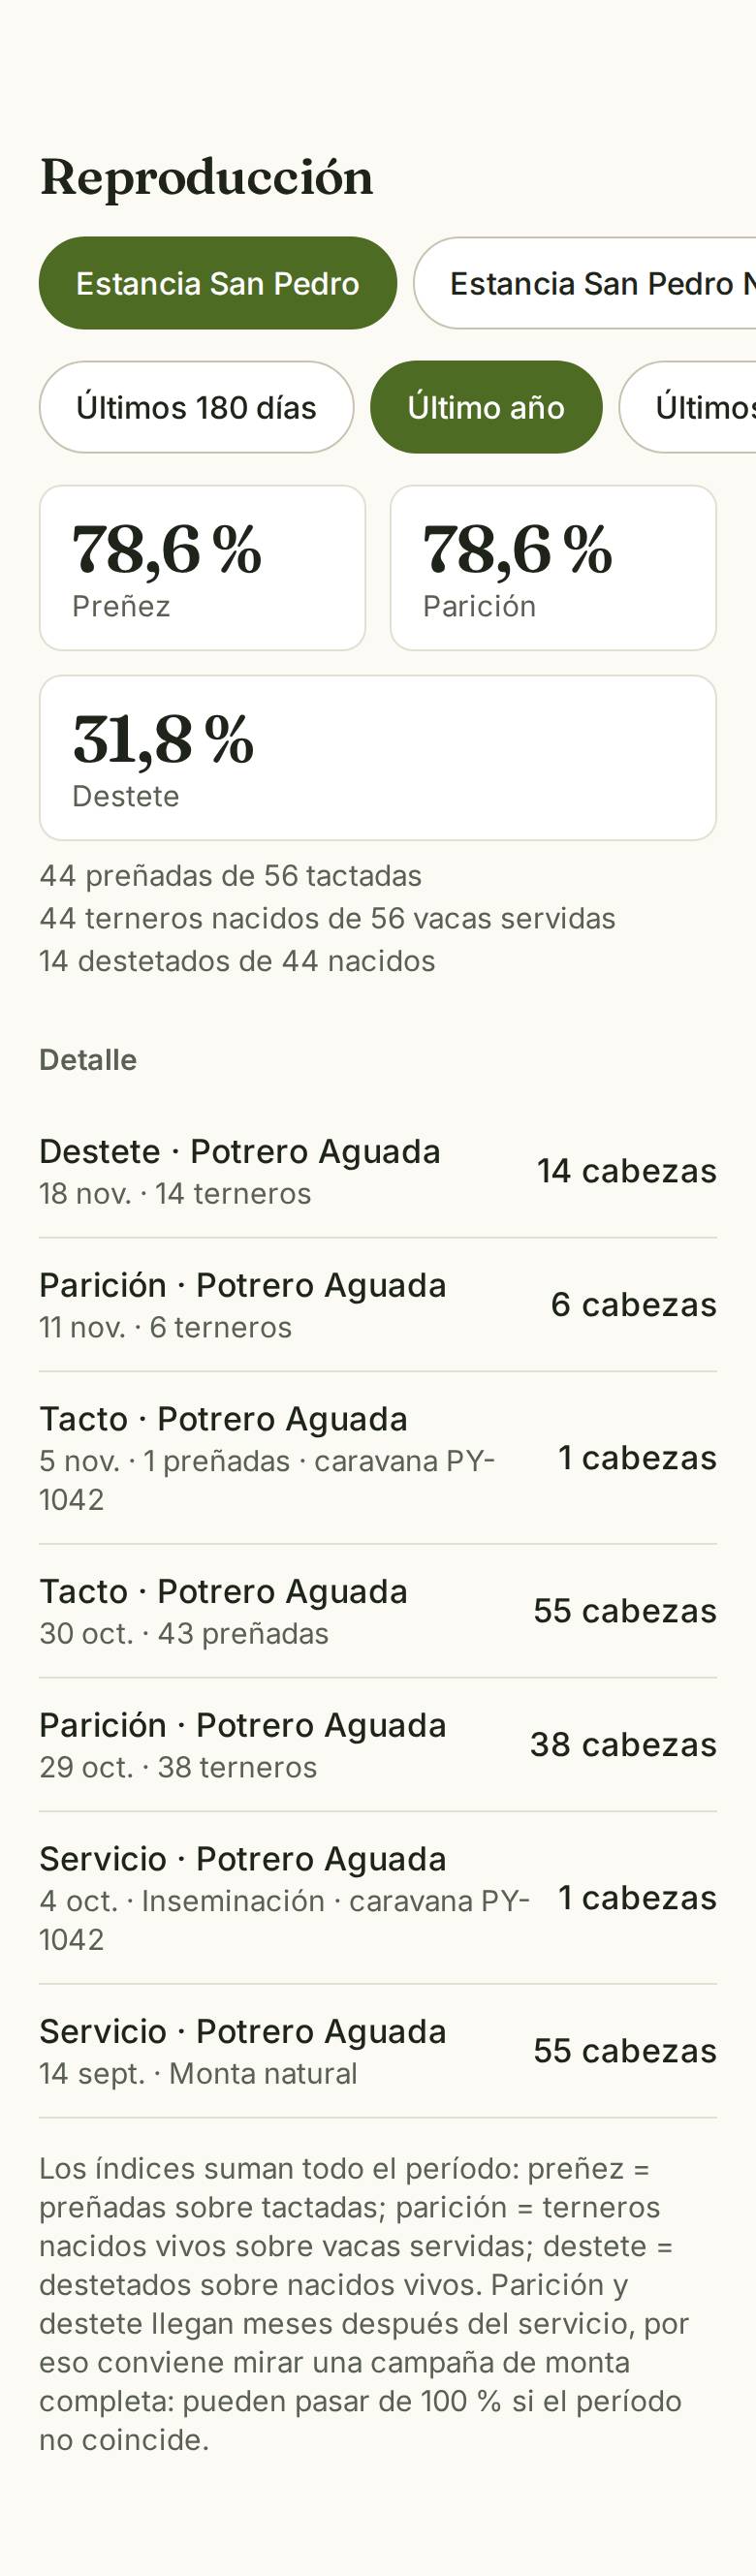 Reproducción
Estancia San Pedro
Estancia San Pedro N
Últimos 180 días
Último año
Últimos
78,6 %
Preñez
78,6 %
Parición
31,8 %
Destete
44 preñadas de 56 tactadas
44 terneros nacidos de 56 vacas servidas
14 destetados de 44 nacidos
Detalle
Destete · Potrero Aguada
18 nov. · 14 terneros
14 cabezas
Parición · Potrero Aguada
11 nov. · 6 terneros
6 cabezas
Tacto · Potrero Aguada
5 nov. · 1 preñadas · caravana PY-
1042
1 cabezas
Tacto · Potrero Aguada
30 oct. · 43 preñadas
55 cabezas
Parición · Potrero Aguada
29 oct. · 38 terneros
38 cabezas
Servicio · Potrero Aguada
4 oct. · Inseminación · caravana PY-
1042
1 cabezas
Servicio · Potrero Aguada
14 sept. · Monta natural
55 cabezas
Los índices suman todo el período: preñez =
preñadas sobre tactadas; parición = terneros
nacidos vivos sobre vacas servidas; destete =
destetados sobre nacidos vivos. Parición y
destete llegan meses después del servicio, por
eso conviene mirar una campaña de monta
completa: pueden pasar de 100 % si el período
no coincide.